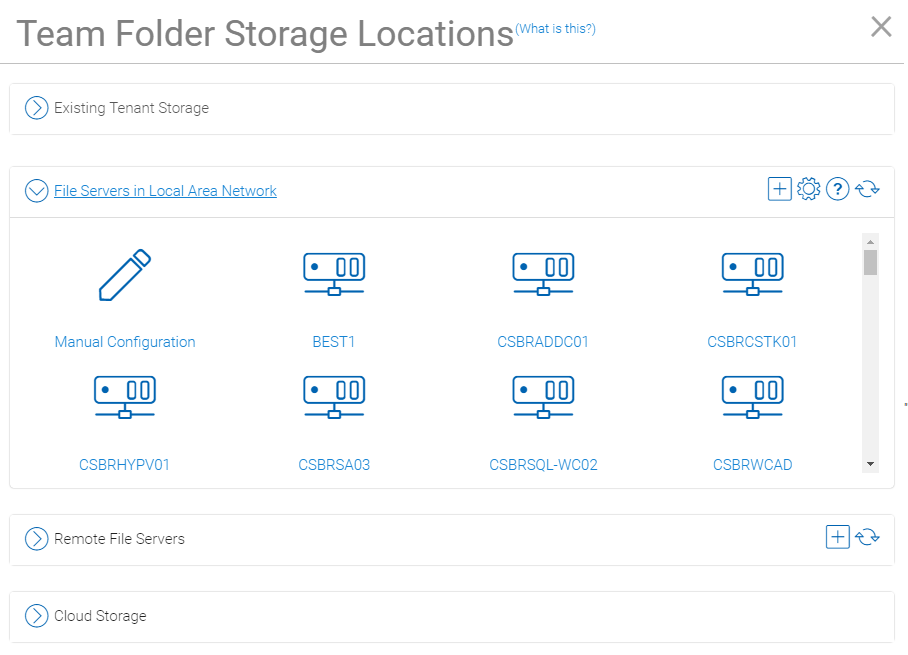 Team Folder Storage Locations (What is this?)
Existing Tenant Storage
File Servers in Local Area Network
Manual Configuration BEST1 CSBRADDC01 CSBRCSTK01
CSBRHYPV01 CSBRSA03 CSBRSQL-WC02 CSBRWCAD
Remote File Servers
Cloud Storage